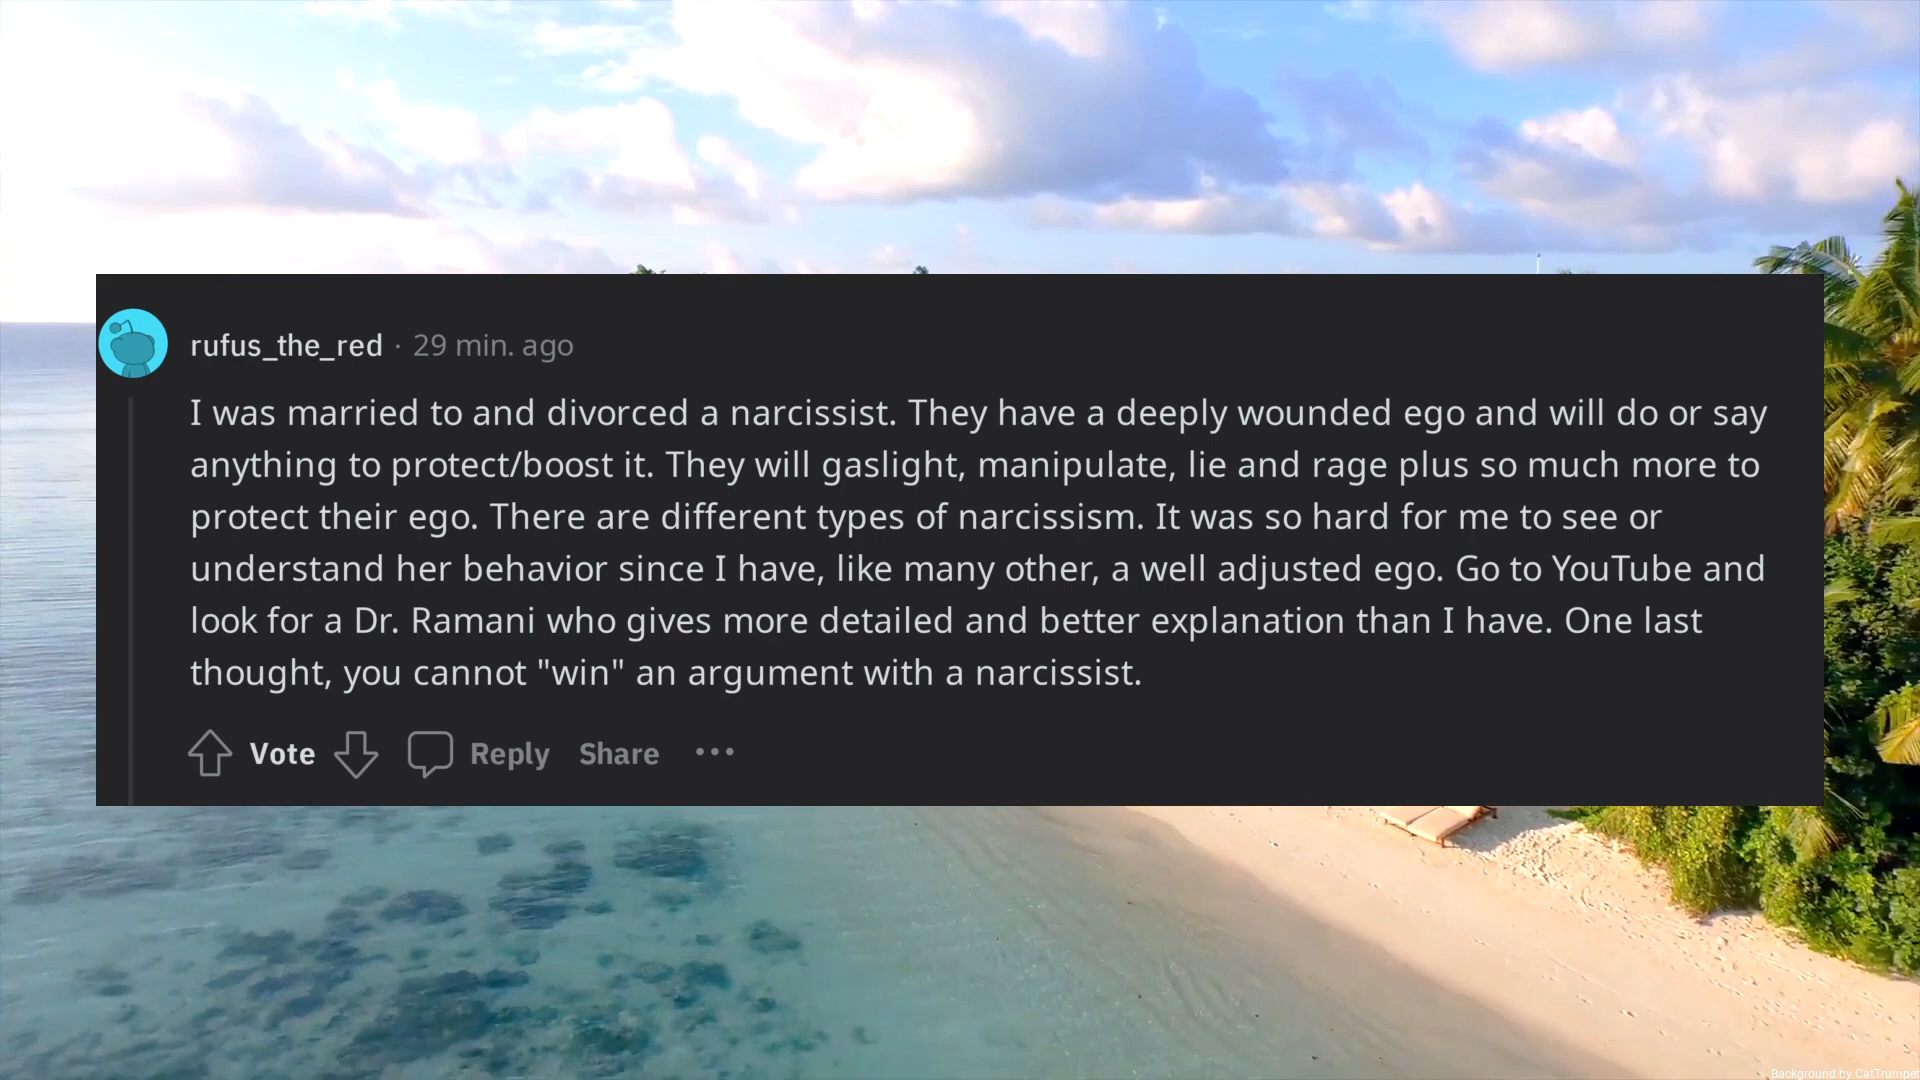 rufus_the_red · 29 min. ago
I was married to and divorced a narcissist. They have a deeply wounded ego and will do or say
anything to protect/boost it. They will gaslight, manipulate, lie and rage plus so much more to
protect their ego. There are different types of narcissism. It was so hard for me to see or
understand her behavior since I have, like many other, a well adjusted ego. Go to YouTube and
look for a Dr. Ramani who gives more detailed and better explanation than I have. One last
thought, you cannot "win" an argument with a narcissist.
Vote Reply Share •••
Background by CatTrumpet